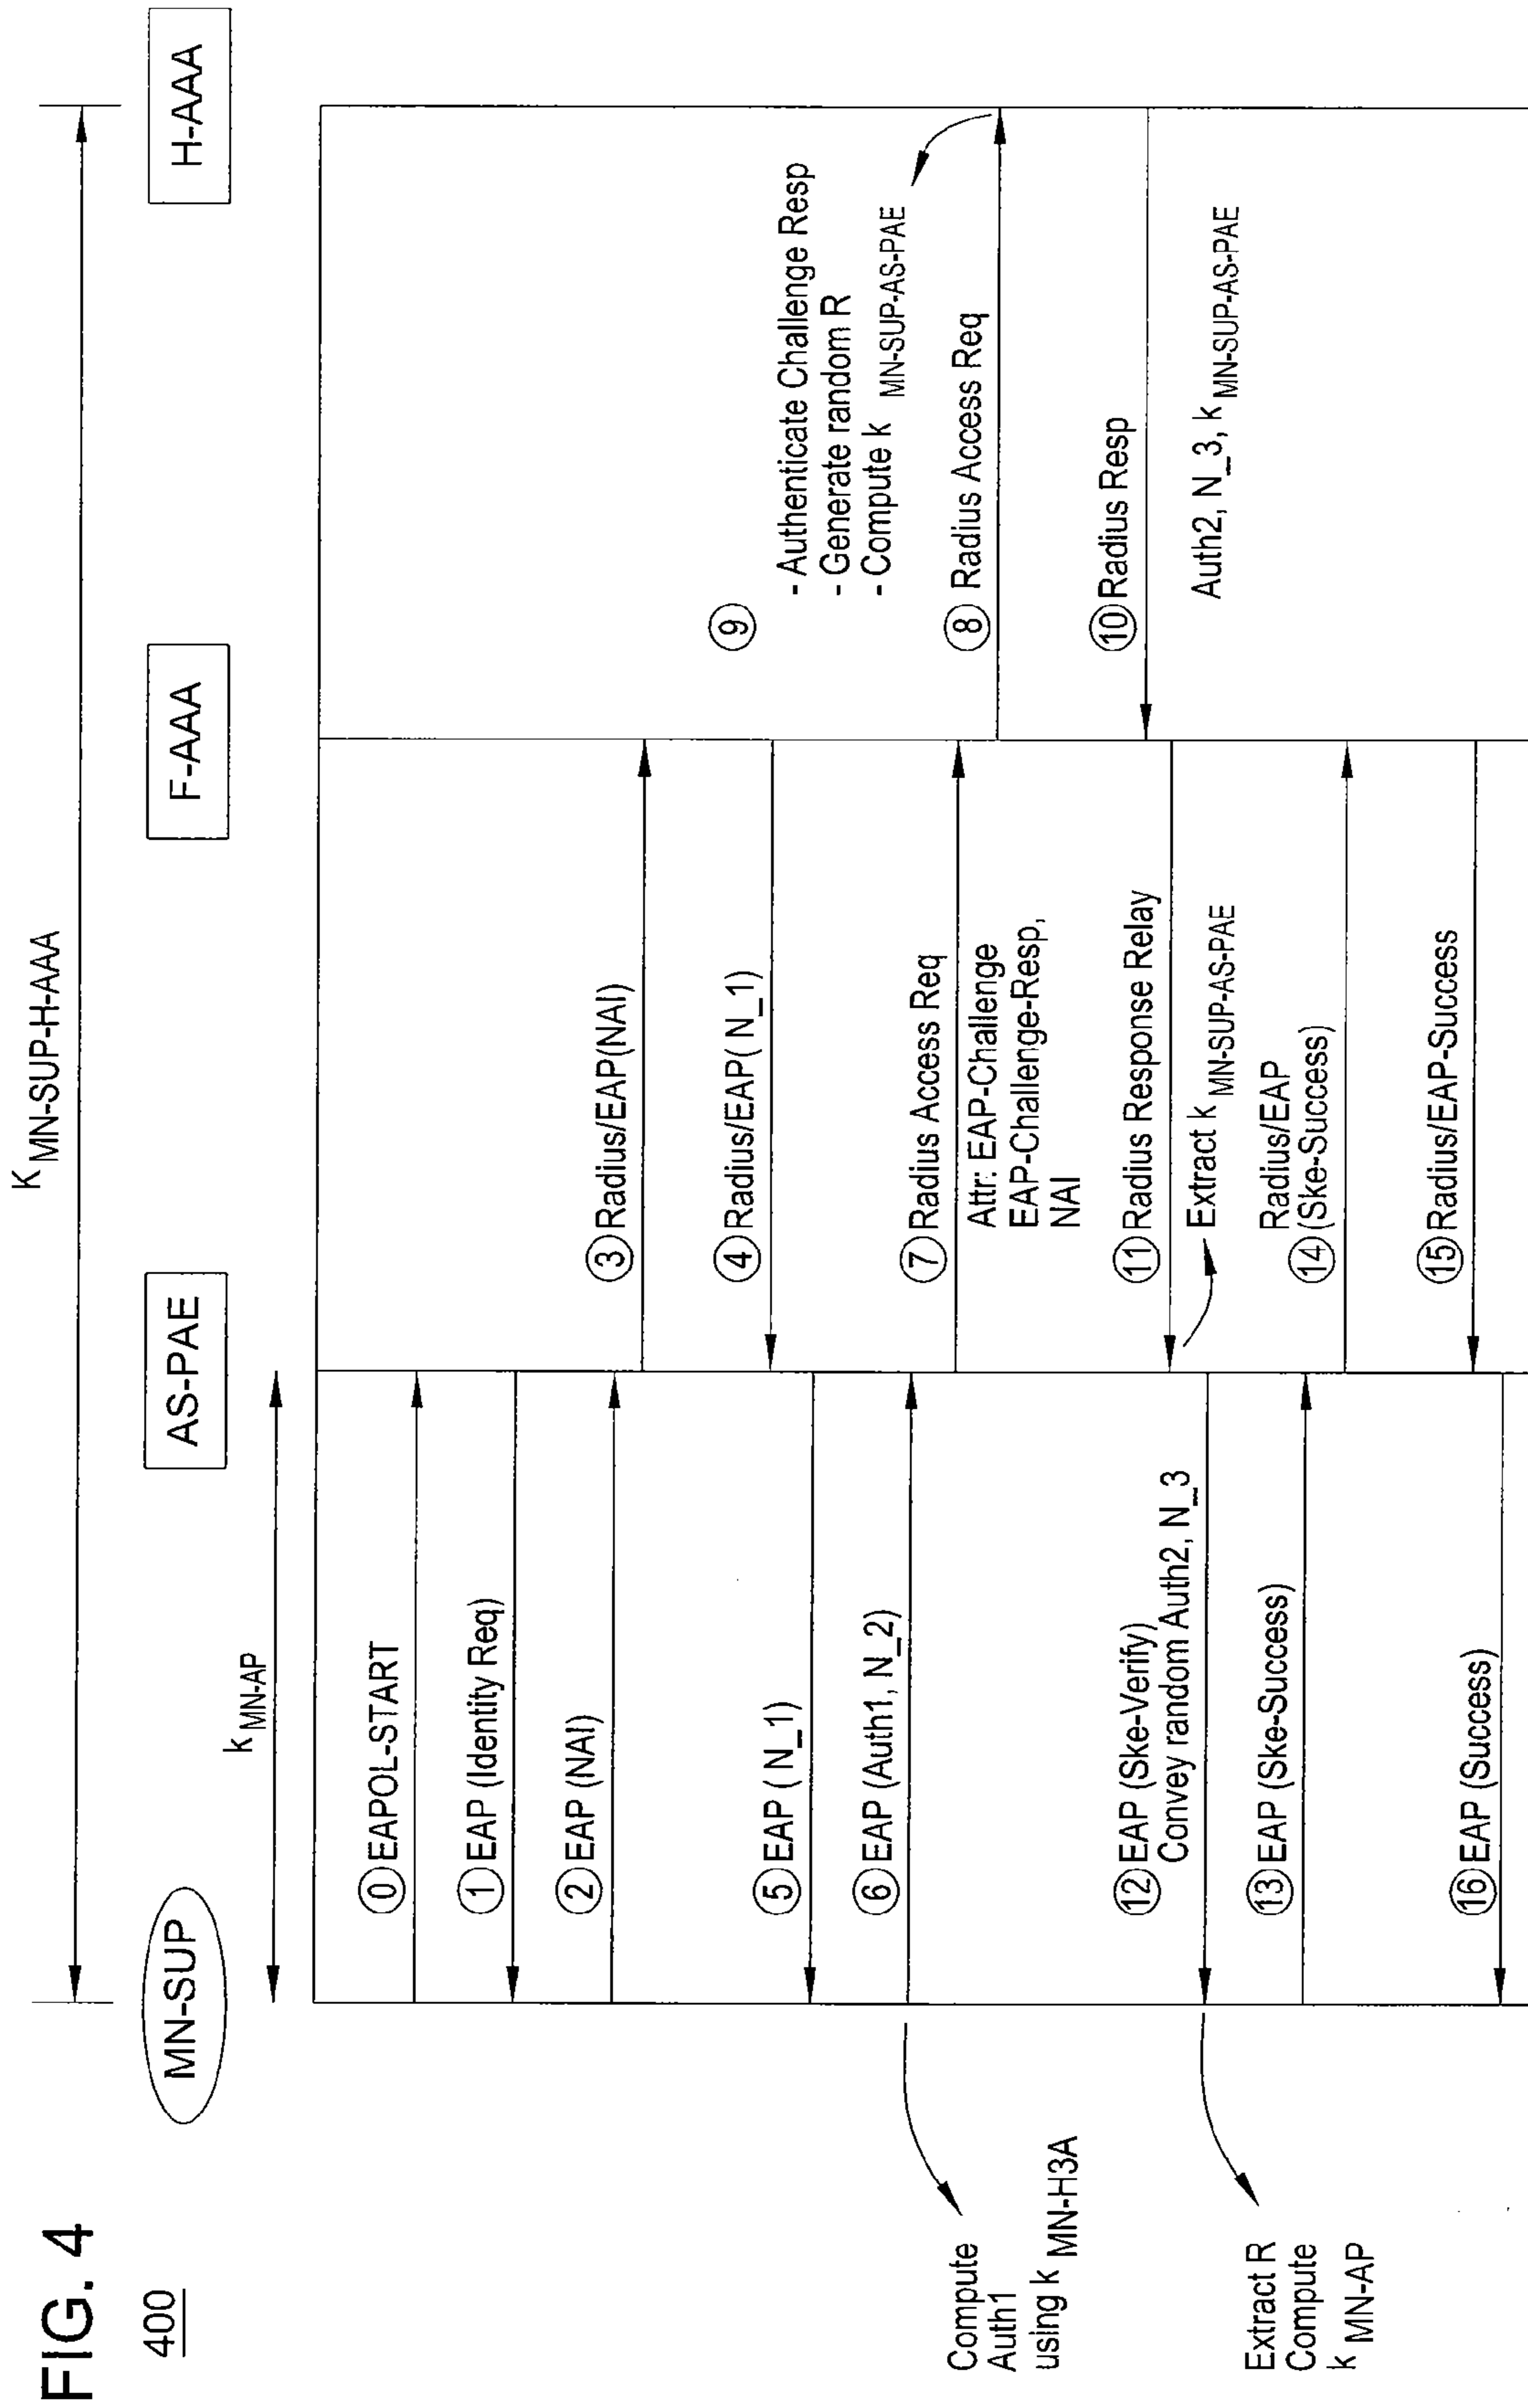 FIG. 4
400
K MN-SUP-H-AAA
MN-SUP
AS-PAE
F-AAA
H-AAA
k MN-AP
0 EAPOL-START
1 EAP (Identity Req)
2 EAP (NAI)
3 Radius/EAP(NAI)
4 Radius/EAP( N_1)
5 EAP ( N_1)
6 EAP (Auth1, N_2)
Compute
Auth1
using k MN-H3A
7 Radius Access Req
Attr: EAP-Challenge
EAP-Challenge-Resp,
NAI
9
- Authenticate Challenge Resp
- Generate random R
- Compute k MN-SUP-AS-PAE
8 Radius Access Req
10 Radius Resp
Auth2, N_3, k MN-SUP-AS-PAE
11 Radius Response Relay
Extract k MN-SUP-AS-PAE
12 EAP (Ske-Verify)
Convey random Auth2, N_3
Extract R
Compute
k MN-AP
13 EAP (Ske-Success)
Radius/EAP
14 (Ske-Success)
15 Radius/EAP-Success
16 EAP (Success)